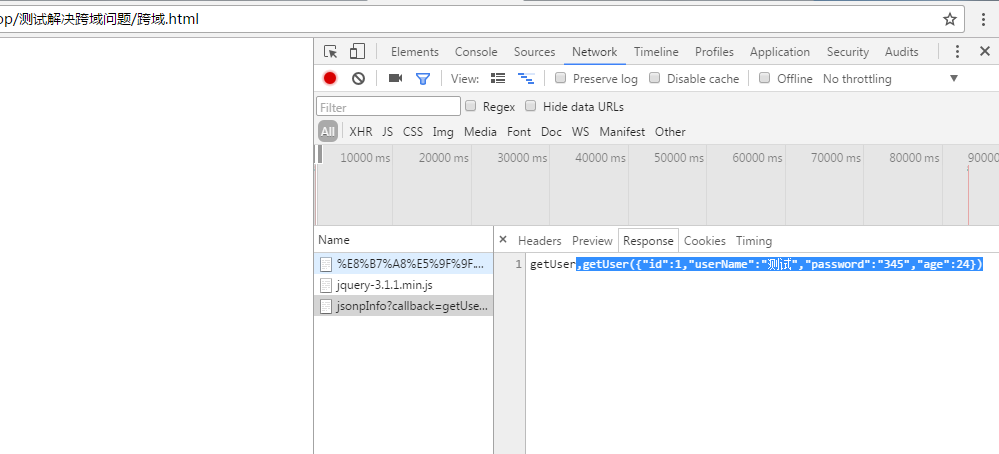 op/测试解决跨域问题/跨域.html
Elements Console Sources Network Timeline Profiles Application Security Audits
View: Preserve log Disable cache Offline No throttling
Filter Regex Hide data URLs
All XHR JS CSS Img Media Font Doc WS Manifest Other
10000 ms 20000 ms 30000 ms 40000 ms 50000 ms 60000 ms 70000 ms 80000 ms 90000
Name × Headers Preview Response Cookies Timing
%E8%B7%A8%E5%9F%9F.... 1 getUser,getUser({"id":1,"userName":"测试","password":"345","age":24})
jquery-3.1.1.min.js
jsonpInfo?callback=getUse...